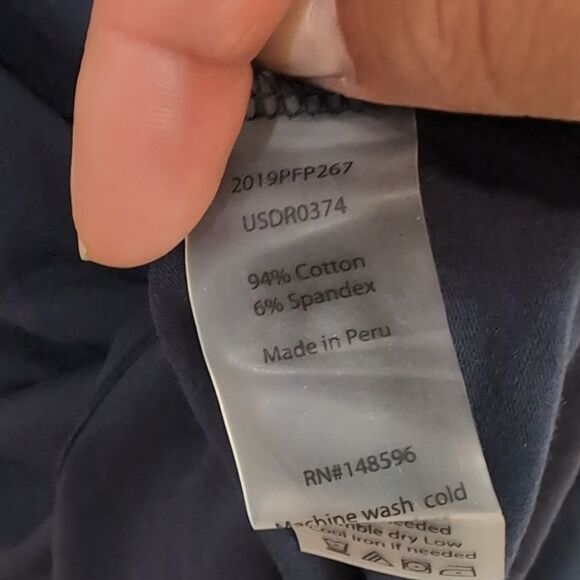 2019PFP267
USDR0374
94% Cotton
6% Spandex
Made in Peru
RN#148596
Machine wash cold
dry Low
Iron if needed